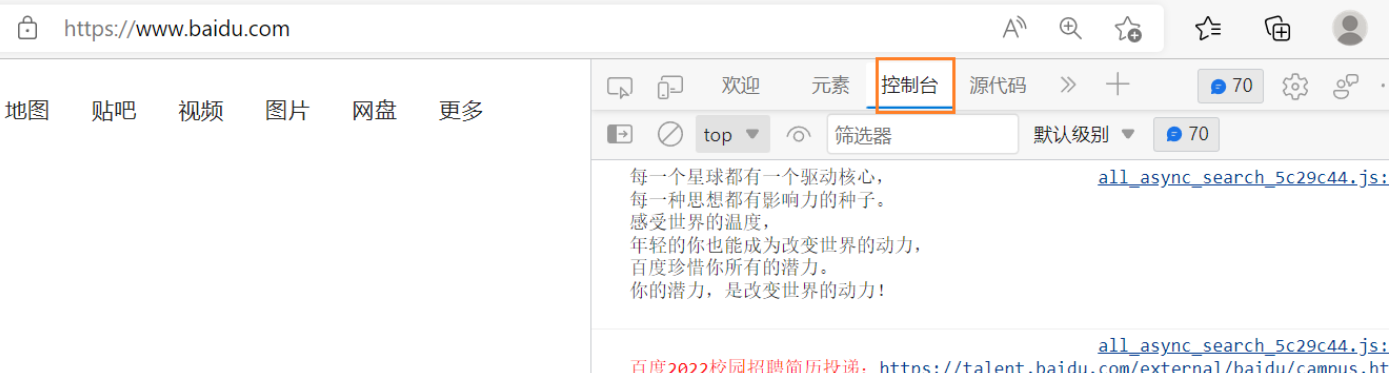 https://www.baidu.com
地图 贴吧 视频 图片 网盘 更多
欢迎 元素 控制台 源代码 70
top 筛选器 默认级别 70
每一个星球都有一个驱动核心， all_async_search_5c29c44.js:
每一种思想都有影响力的种子。
感受世界的温度，
年轻的你也能成为改变世界的动力，
百度珍惜你所有的潜力。
你的潜力，是改变世界的动力！
all_async_search_5c29c44.js:
百度2022校园招聘简历投递：https://talent.baidu.com/external/baidu/campus.ht